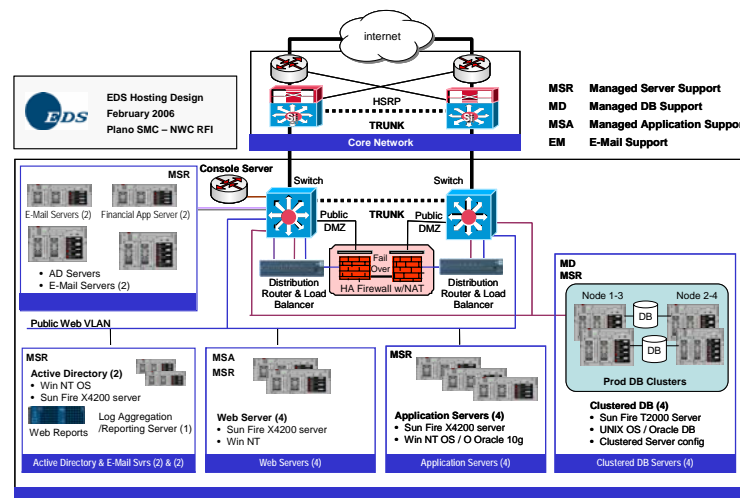 internet
EDS
EDS Hosting Design
February 2006
Plano SMC – NWC RFI
HSRP
Si
Si
TRUNK
Core Network
MSR Managed Server Support
MD Managed DB Support
MSA Managed Application Suppor
EM E-Mail Support
MSR
Console Server
Switch
Switch
E-Mail Servers (2)
Financial App Server (2)
• AD Servers
• E-Mail Servers (2)
TRUNK
Public
DMZ
Public
DMZ
Fail
Over
HA Firewall w/NAT
Distribution
Router & Load
Balancer
Distribution
Router & Load
Balancer
Public Web VLAN
MD
MSR
Node 1-3
Node 2-4
DB
DB
Prod DB Clusters
Clustered DB (4)
• Sun Fire T2000 Server
• UNIX OS / Oracle DB
• Clustered Server config
Clustered DB Servers (4)
MSR
Active Directory (2)
• Win NT OS
• Sun Fire X4200 server
Log Aggregation
/Reporting Server (1)
Web Reports
Active Directory & E-Mail Svrs (2) & (2)
MSA
MSR
Web Server (4)
• Sun Fire X4200 server
• Win NT
Web Servers (4)
MSR
Application Servers (4)
• Sun Fire X4200 server
• Win NT OS / O Oracle 10g
Application Servers (4)